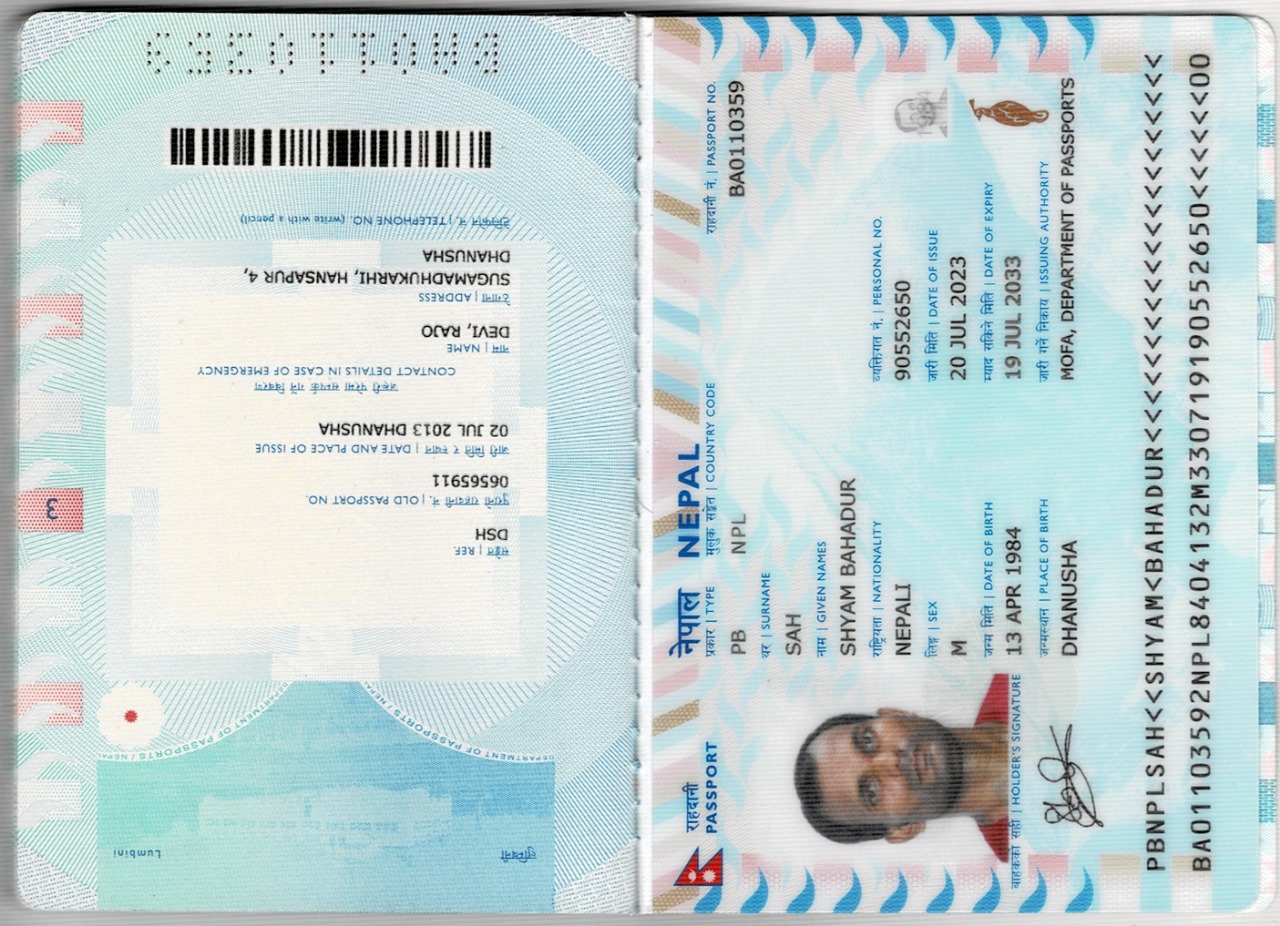 3
Lumbini
लुम्बिनी
DEPARTMENT OF PASSPORTS / NEPAL
सङ्केत | REF.
DSH
पुरानो राहदानी नं. | OLD PASSPORT NO.
06565911
जारी मिति र स्थान | DATE AND PLACE OF ISSUE
02 JUL 2013 DHANUSHA
जरूरी परेमा सम्पर्क गर्ने विवरण
CONTACT DETAILS IN CASE OF EMERGENCY
नाम | NAME
DEVI, RAJO
ठेगाना | ADDRESS
SUGAMADHUKARHI, HANSAPUR 4,
DHANUSHA
टेलिफोन नं. | TELEPHONE NO. (write with a pencil)
BA0110359
राहदानी
PASSPORT
नेपाल NEPAL
प्रकार | TYPE मुलुक सङ्केत | COUNTRY CODE राहदानी नं. | PASSPORT NO.
PB NPL BA0110359
थर | SURNAME
SAH
नाम | GIVEN NAMES
SHYAM BAHADUR
राष्ट्रियता | NATIONALITY व्यक्तिगत नं. | PERSONAL NO.
NEPALI 90552650
लिङ्ग | SEX जारी मिति | DATE OF ISSUE
M 20 JUL 2023
जन्म मिति | DATE OF BIRTH म्याद सकिने मिति | DATE OF EXPIRY
13 APR 1984 19 JUL 2033
बाहकको सही | HOLDER'S SIGNATURE
जन्मस्थान | PLACE OF BIRTH जारी गर्ने निकाय | ISSUING AUTHORITY
DHANUSHA MOFA, DEPARTMENT OF PASSPORTS
PBNPLSAH<<SHYAM<BAHADUR<<<<<<<<<<<<<<<<<<<<<
BA01103592NPL8404132M330719190552650<<<<<<00